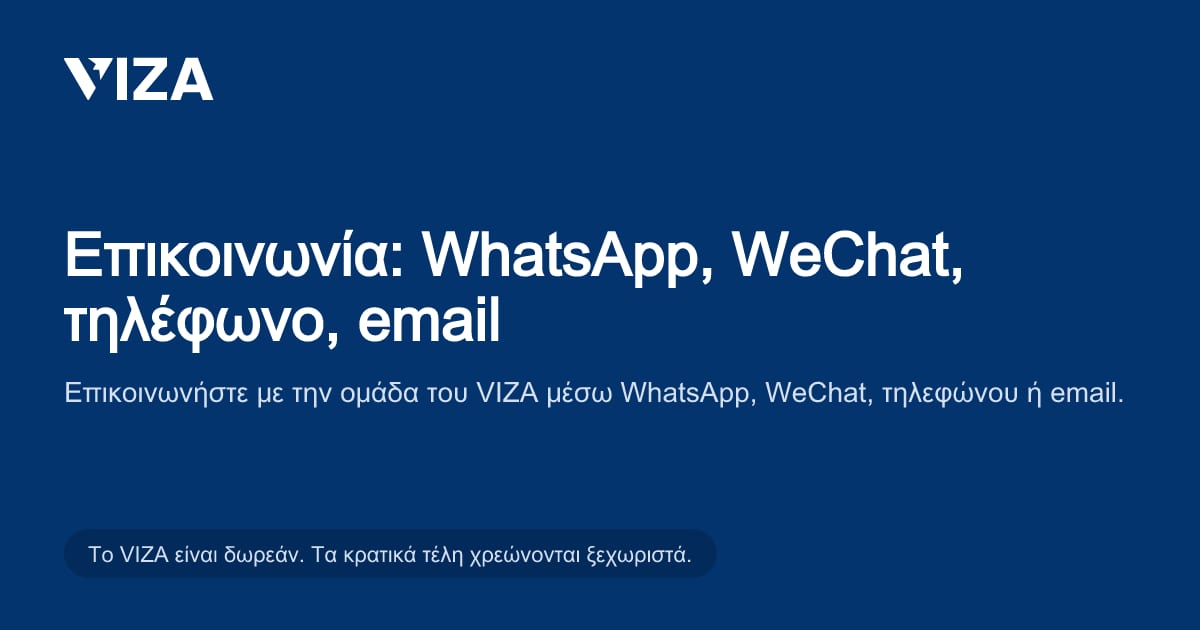 VIZA
Επικοινωνία: WhatsApp, WeChat,
τηλέφωνο, email
Επικοινωνήστε με την ομάδα του VIZA μέσω WhatsApp, WeChat, τηλεφώνου ή email.
Το VIZA είναι δωρεάν. Τα κρατικά τέλη χρεώνονται ξεχωριστά.